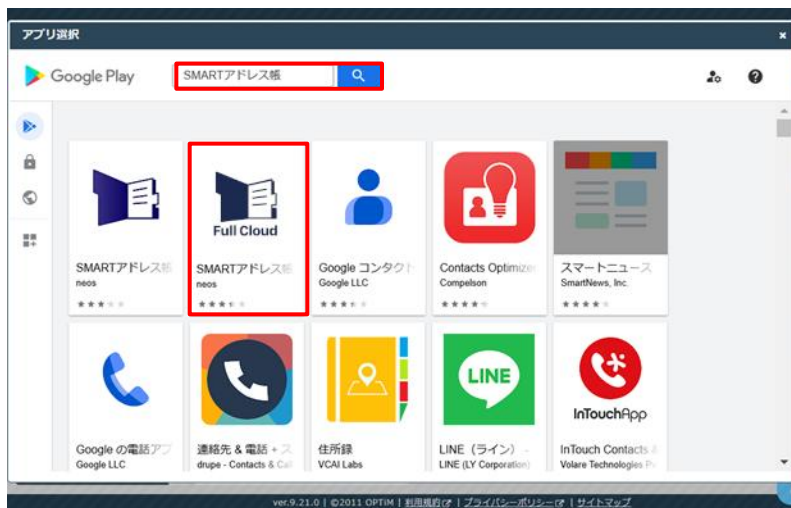 アプリ選択
Google Play
SMARTアドレス帳
Full Cloud
SMARTアドレス帳
neos
SMARTアドレス帳
neos
Google コンタクト
Google LLC
Contacts Optimizer
Compelson
スマートニュース
SmartNews, Inc.
LINE
InTouchApp
Google の電話アプ
Google LLC
連絡先 & 電話 + ス
drupe - Contacts & Call
住所録
VCAI Labs
LINE（ライン） -
LINE (LY Corporation)
InTouch Contacts &
Volare Technologies
ver.9.21.0 | ©2011 OPTiM | 利用規約 | プライバシーポリシー | サイトマップ